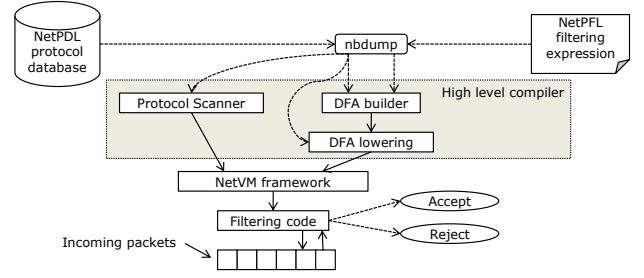 NetPDL
protocol
database
nbdump
NetPFL
filtering
expression
High level compiler
Protocol Scanner
DFA builder
DFA lowering
NetVM framework
Filtering code
Accept
Reject
Incoming packets